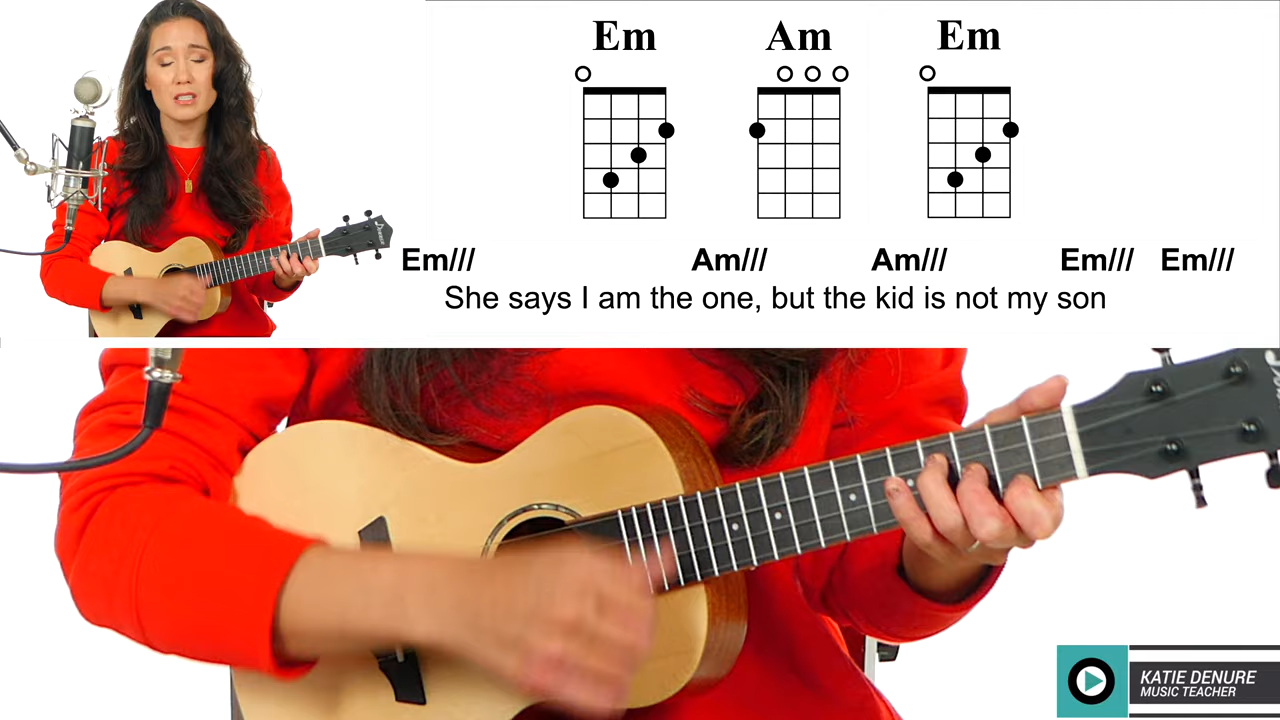 Em Am Em
Em/// Am/// Am/// Em/// Em///
She says I am the one, but the kid is not my son
KATIE DENURE
MUSIC TEACHER